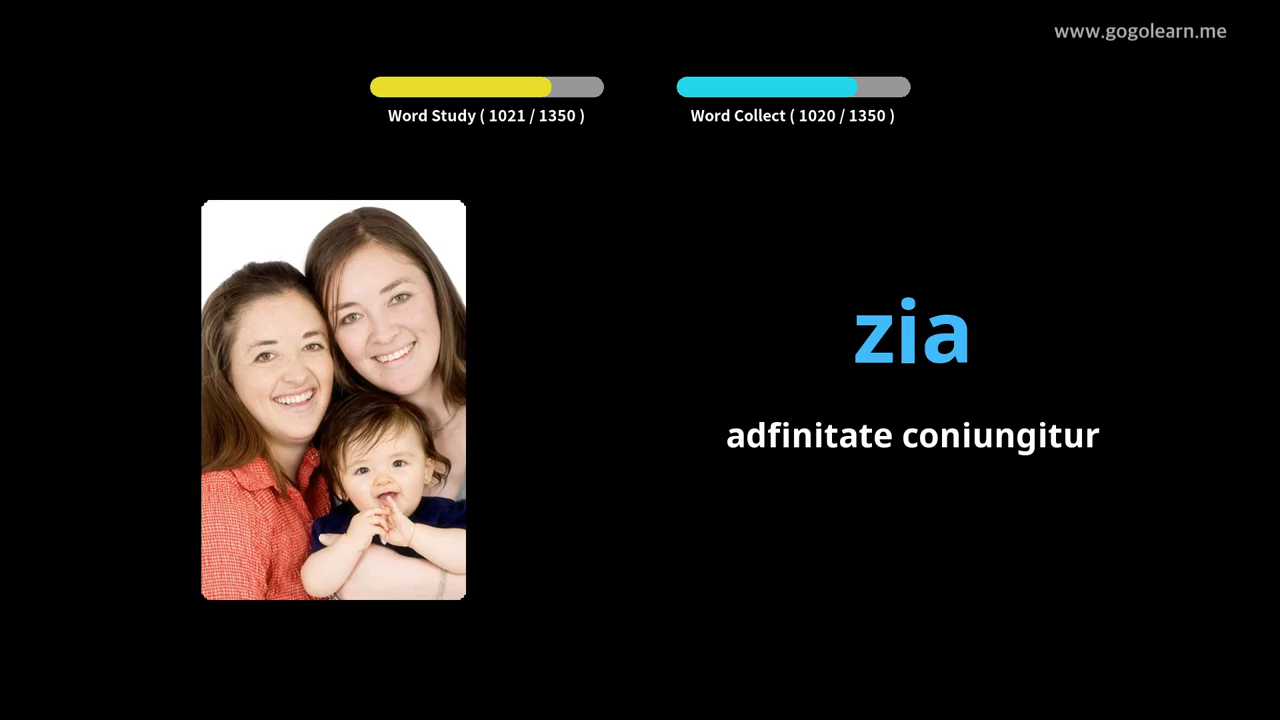 www.gogolearn.me
Word Study ( 1021 / 1350 )
Word Collect ( 1020 / 1350 )
zia
adfinitate coniungitur